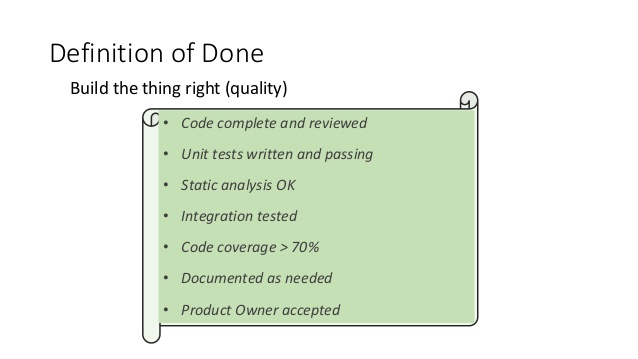 Definition of Done
Build the thing right (quality)
• Code complete and reviewed
• Unit tests written and passing
• Static analysis OK
• Integration tested
• Code coverage > 70%
• Documented as needed
• Product Owner accepted